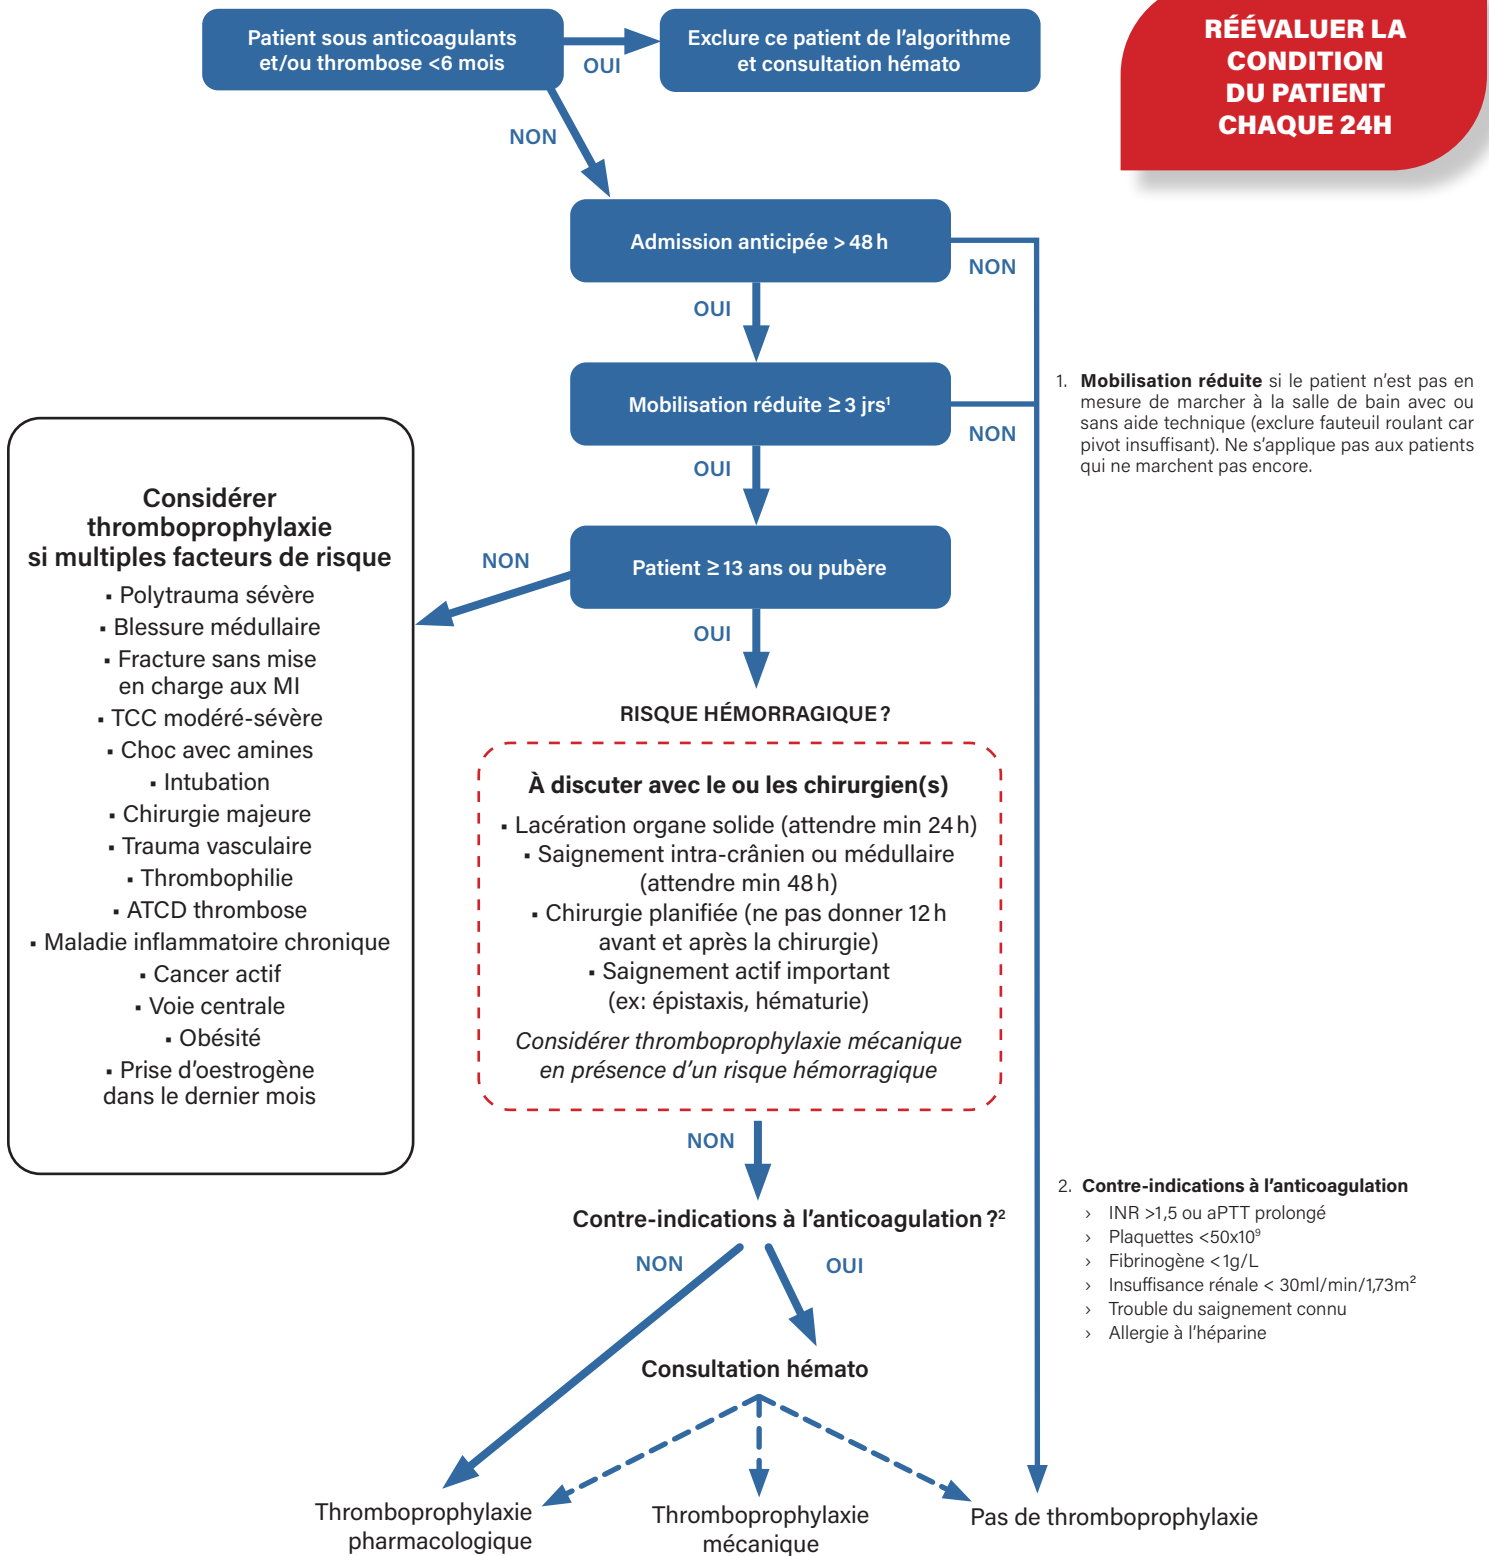 Patient sous anticoagulants
et/ou thrombose <6 mois
OUI
Exclure ce patient de l'algorithme
et consultation hémato
RÉÉVALUER LA
CONDITION
DU PATIENT
CHAQUE 24H
NON
Admission anticipée > 48 h
NON
OUI
Mobilisation réduite ≥ 3 jrs¹
NON
OUI
1. Mobilisation réduite si le patient n'est pas en
mesure de marcher à la salle de bain avec ou
sans aide technique (exclure fauteuil roulant car
pivot insuffisant). Ne s'applique pas aux patients
qui ne marchent pas encore.
Patient ≥ 13 ans ou pubère
NON
OUI
Considérer
thromboprophylaxie
si multiples facteurs de risque
▪ Polytrauma sévère
▪ Blessure médullaire
▪ Fracture sans mise
en charge aux MI
▪ TCC modéré-sévère
▪ Choc avec amines
▪ Intubation
▪ Chirurgie majeure
▪ Trauma vasculaire
▪ Thrombophilie
▪ ATCD thrombose
▪ Maladie inflammatoire chronique
▪ Cancer actif
▪ Voie centrale
▪ Obésité
▪ Prise d'oestrogène
dans le dernier mois
RISQUE HÉMORRAGIQUE ?
À discuter avec le ou les chirurgien(s)
▪ Lacération organe solide (attendre min 24 h)
▪ Saignement intra-crânien ou médullaire
(attendre min 48 h)
▪ Chirurgie planifiée (ne pas donner 12 h
avant et après la chirurgie)
▪ Saignement actif important
(ex: épistaxis, hématurie)
Considérer thromboprophylaxie mécanique
en présence d'un risque hémorragique
NON
Contre-indications à l'anticoagulation ?²
NON
OUI
2. Contre-indications à l'anticoagulation
› INR >1,5 ou aPTT prolongé
› Plaquettes <50x10⁹
› Fibrinogène <1g/L
› Insuffisance rénale < 30ml/min/1,73m²
› Trouble du saignement connu
› Allergie à l'héparine
Consultation hémato
Thromboprophylaxie
pharmacologique
Thromboprophylaxie
mécanique
Pas de thromboprophylaxie